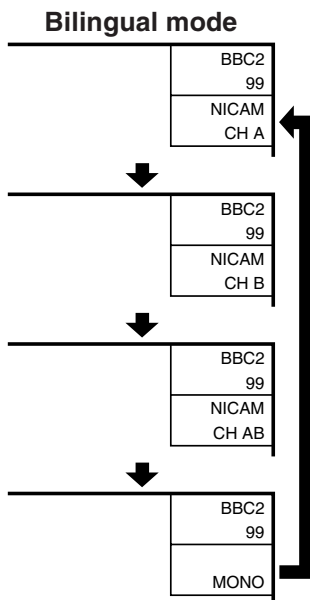 Bilingual mode
BBC2
99
NICAM
CH A
BBC2
99
NICAM
CH B
BBC2
99
NICAM
CH AB
BBC2
99
MONO